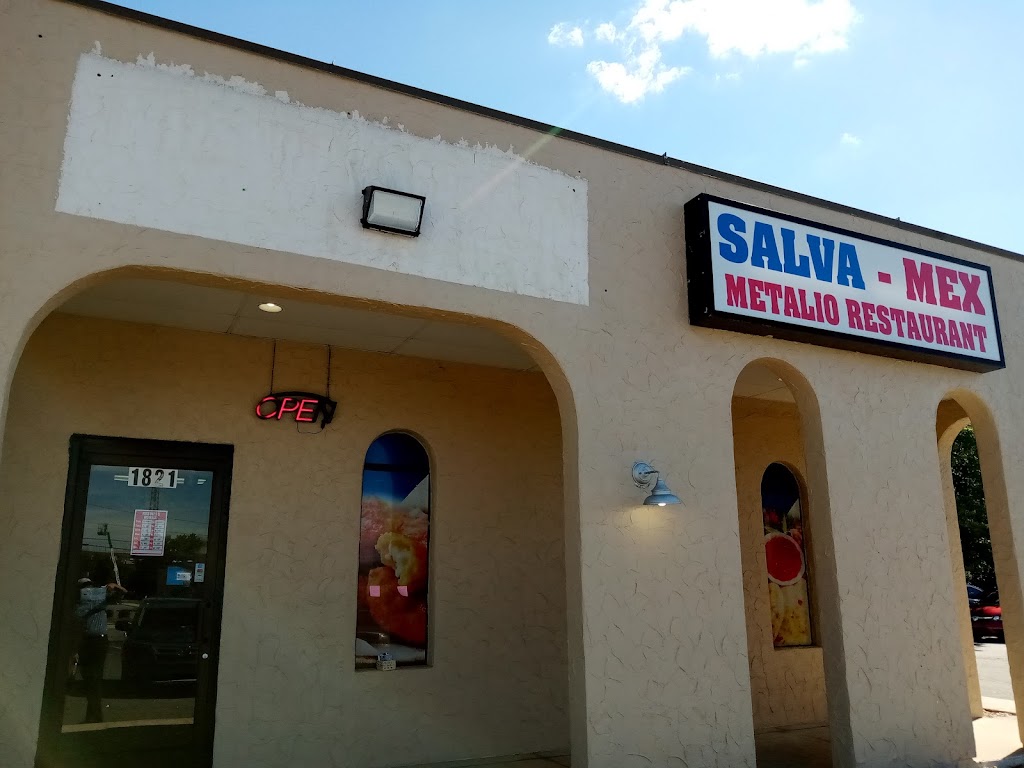 SALVA - MEX
METALIO RESTAURANT
OPEN
1821